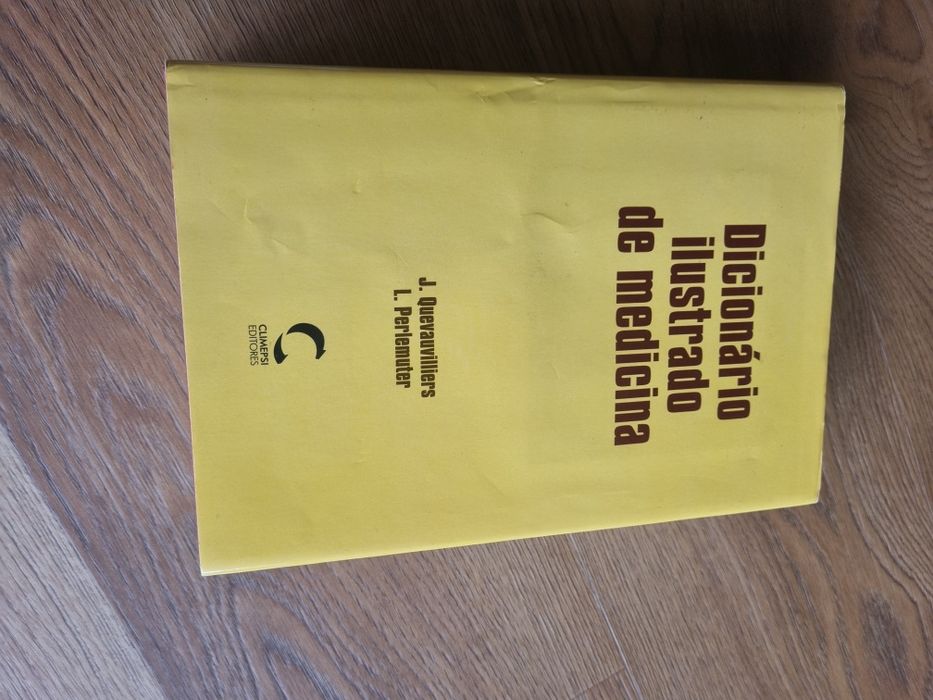 Dicionário
ilustrado
de medicina
J. Quevauvilliers
L. Perlemuter
CLIMEPSI
EDITORES